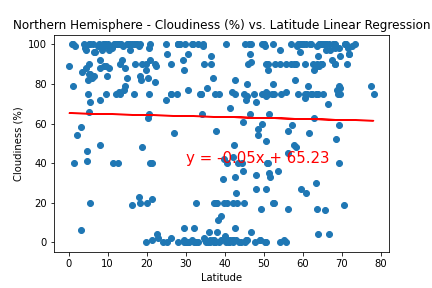 Northern Hemisphere - Cloudiness (%) vs. Latitude Linear Regression
100
80
60
40
20
0
Cloudiness (%)
y = -0.05x + 65.23
0 10 20 30 40 50 60 70 80
Latitude